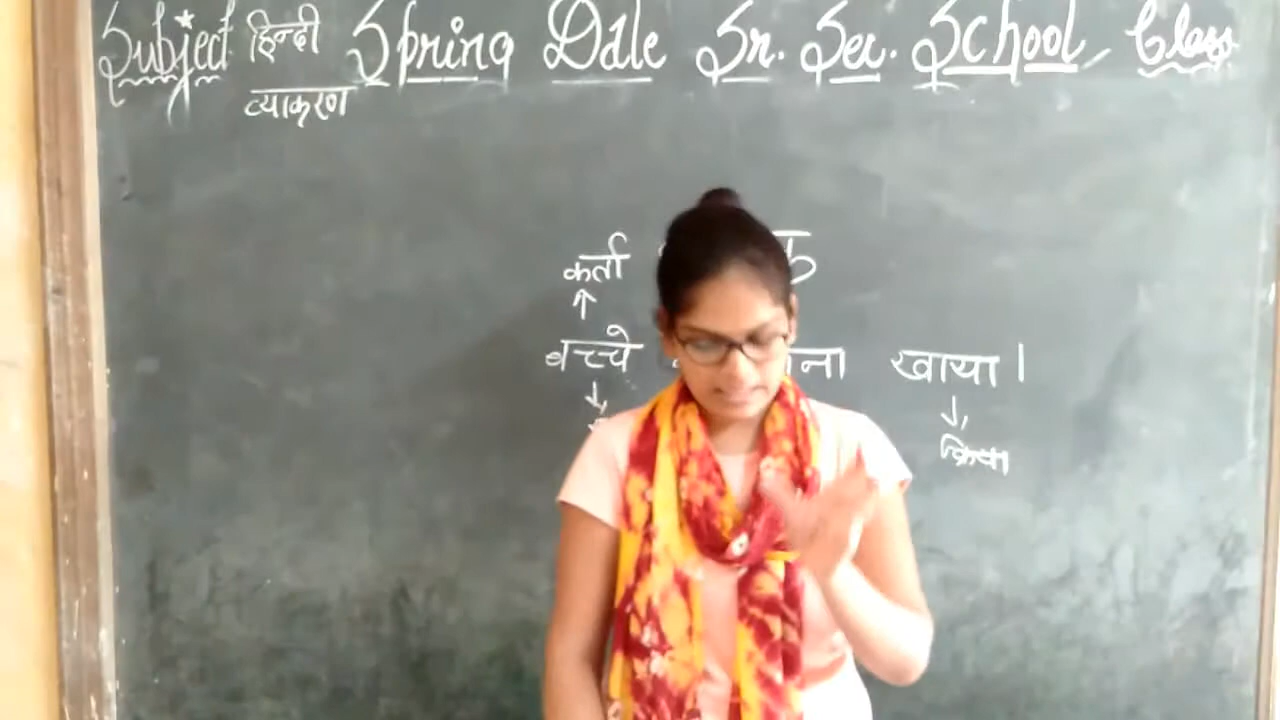 Subject हिन्दी Spring Dale Sr. Sec. School, Class
व्याकरण
कर्ता
बच्चे खाया।
क्रिया